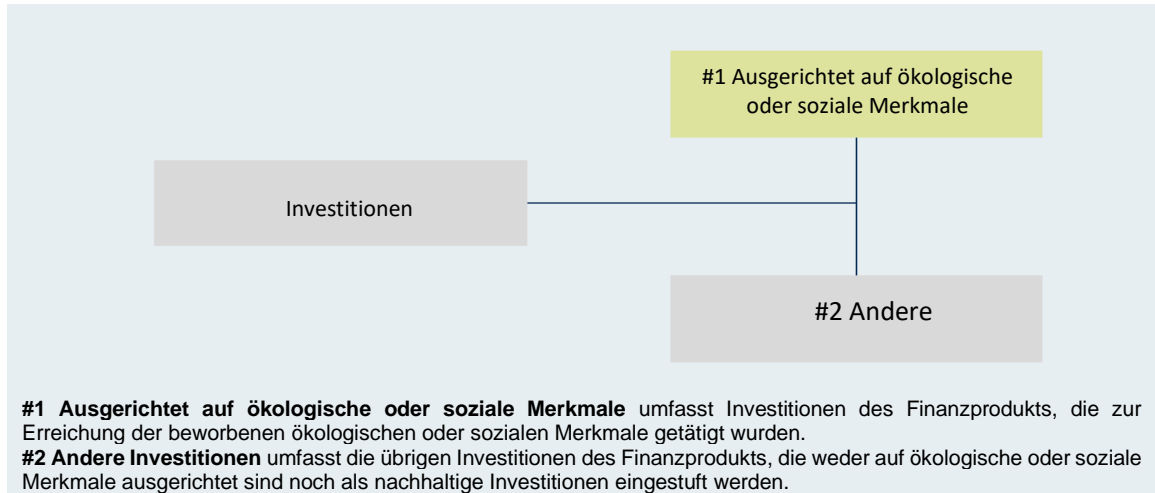 #1 Ausgerichtet auf ökologische
oder soziale Merkmale
Investitionen
#2 Andere
#1 Ausgerichtet auf ökologische oder soziale Merkmale umfasst Investitionen des Finanzprodukts, die zur
Erreichung der beworbenen ökologischen oder sozialen Merkmale getätigt wurden.
#2 Andere Investitionen umfasst die übrigen Investitionen des Finanzprodukts, die weder auf ökologische oder soziale
Merkmale ausgerichtet sind noch als nachhaltige Investitionen eingestuft werden.